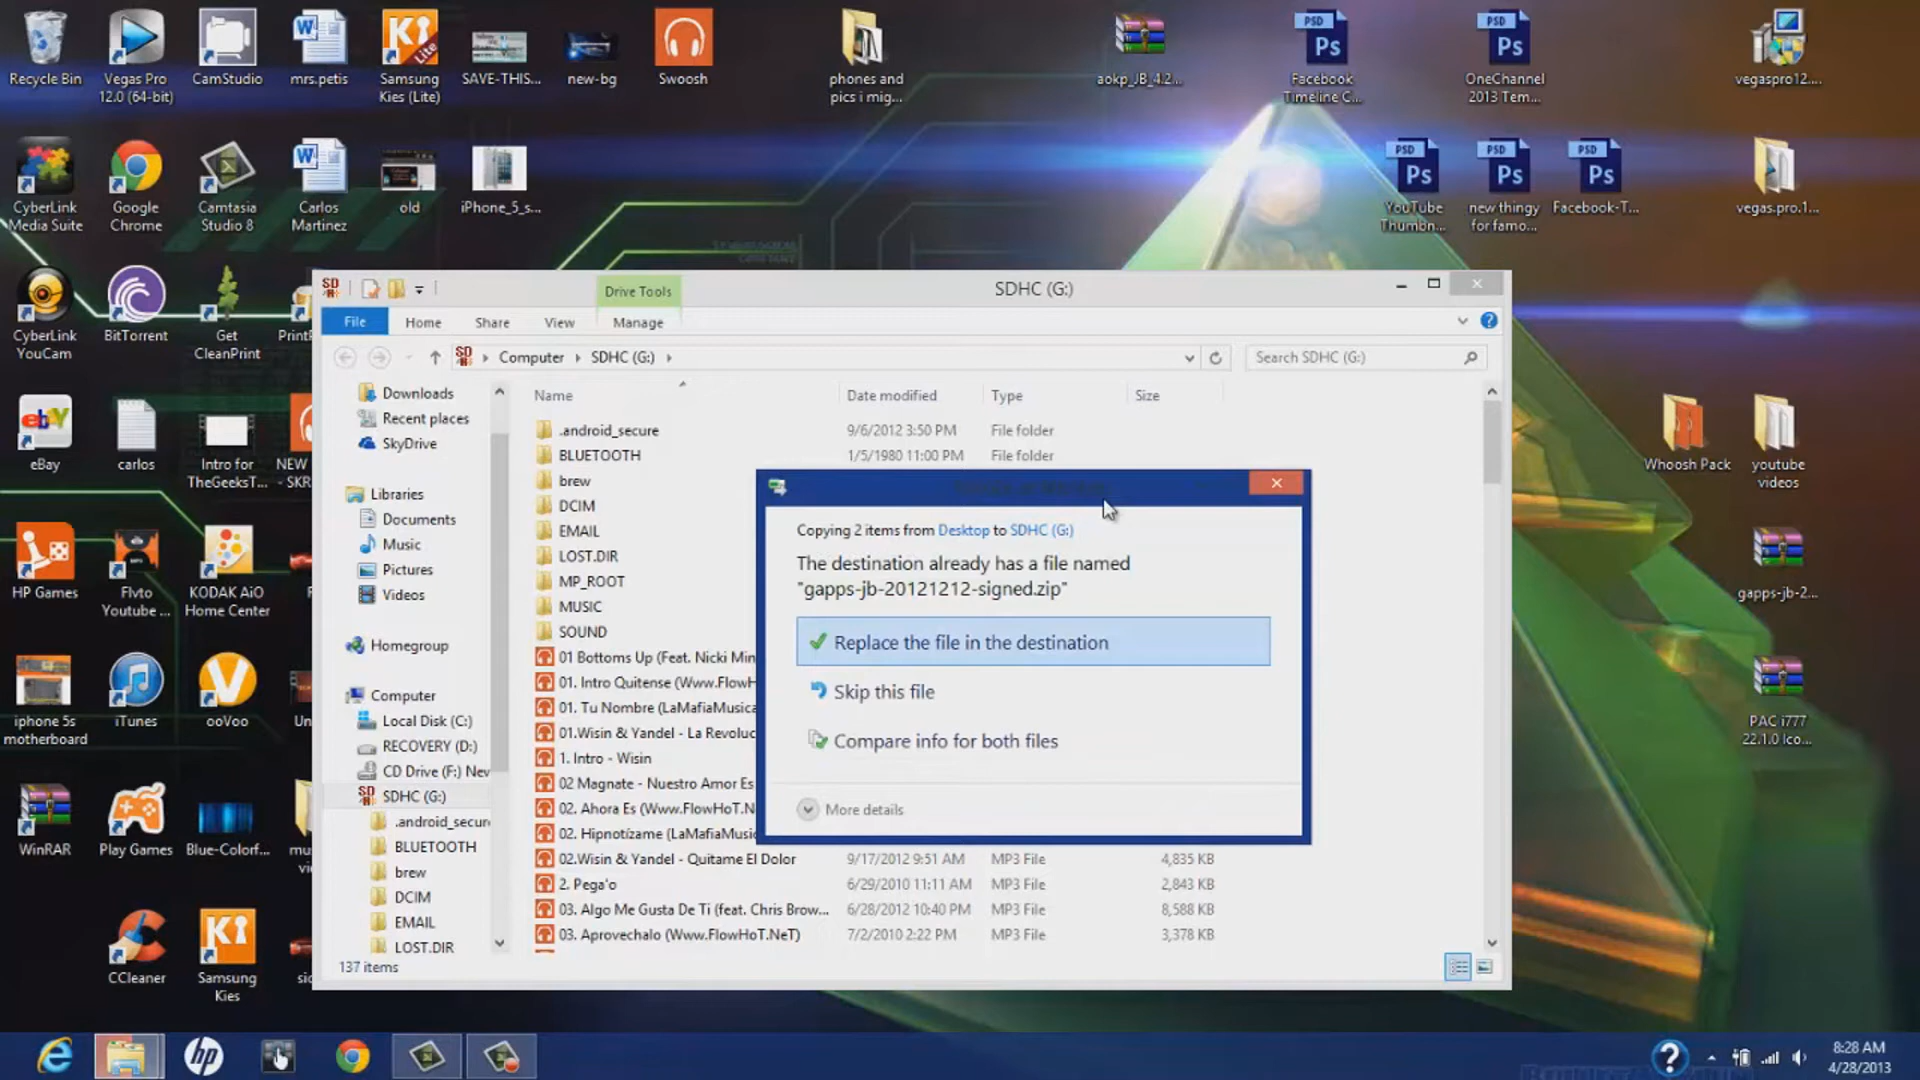 Recycle Bin
Vegas Pro
12.0 (64-bit)
CamStudio
mrs.petis
Samsung
Kies (Lite)
SAVE-THIS...
new-bg
Swoosh
phones and
pics i mig...
aokp_JB_4.2...
PSD
Ps
Facebook
Timeline C...
PSD
Ps
OneChannel
2013 Tem...
vegaspro12....
CyberLink
Media Suite
Google
Chrome
Camtasia
Studio 8
Carlos
Martinez
old
iPhone_5_s...
PSD
Ps
YouTube
Thumbn...
PSD
Ps
new thingy
for famo...
PSD
Ps
Facebook-T...
vegas.pro.1...
CyberLink
YouCam
BitTorrent
Get
CleanPrint
SDHC (G:)
Drive Tools
File
Home
Share
View
Manage
Computer
SDHC (G:)
Search SDHC (G:)
eBay
carlos
Intro for
TheGeeksT...
Whoosh Pack
youtube
videos
HP Games
Flvto
Youtube ...
KODAK AiO
Home Center
gapps-jb-2...
iphone 5s
motherboard
iTunes
ooVoo
PAC i777
22.1.0 Ico...
WinRAR
Play Games
Blue-Colorf...
CCleaner
Samsung
Kies
Downloads
Recent places
SkyDrive
Libraries
Documents
Music
Pictures
Videos
Homegroup
Computer
Local Disk (C:)
RECOVERY (D:)
CD Drive (F:) New
SDHC (G:)
.android_secure
BLUETOOTH
brew
DCIM
EMAIL
LOST.DIR
137 items
Name Date modified Type Size
.android_secure 9/6/2012 3:50 PM File folder
BLUETOOTH 1/5/1980 11:00 PM File folder
brew
DCIM
EMAIL
LOST.DIR
MP_ROOT
MUSIC
SOUND
01 Bottoms Up (Feat. Nicki Min
01. Intro Quitense (Www.FlowH
01. Tu Nombre (LaMafiaMusica
01.Wisin & Yandel - La Revoluc
1. Intro - Wisin
02 Magnate - Nuestro Amor Es
02. Ahora Es (Www.FlowHoT.N
02. Hipnotízame (LaMafiaMusic
02.Wisin & Yandel - Quitame El Dolor 9/17/2012 9:51 AM MP3 File 4,835 KB
2. Pega'o 6/29/2010 11:11 AM MP3 File 2,843 KB
03. Algo Me Gusta De Ti (feat. Chris Brow... 6/28/2012 10:40 PM MP3 File 8,588 KB
03. Aprovechalo (Www.FlowHoT.NeT) 7/2/2010 2:22 PM MP3 File 3,378 KB
Copying 2 items from Desktop to SDHC (G:)
The destination already has a file named
"gapps-jb-20121212-signed.zip"
Replace the file in the destination
Skip this file
Compare info for both files
More details
8:28 AM
4/28/2013